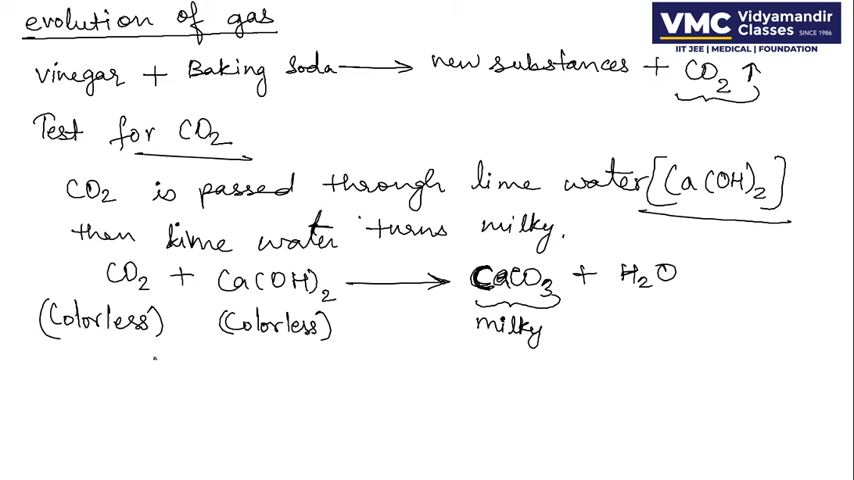 evolution of gas
VMC Vidyamandir Classes SINCE 1986
IIT JEE | MEDICAL | FOUNDATION
vinegar + Baking Soda → new substances + CO₂ ↑
Test for CO₂
CO₂ is passed through lime water [Ca(OH)₂]
then lime water turns milky.
CO₂ + Ca(OH)₂ → CaCO₃ + H₂O
(Colorless) (Colorless) milky